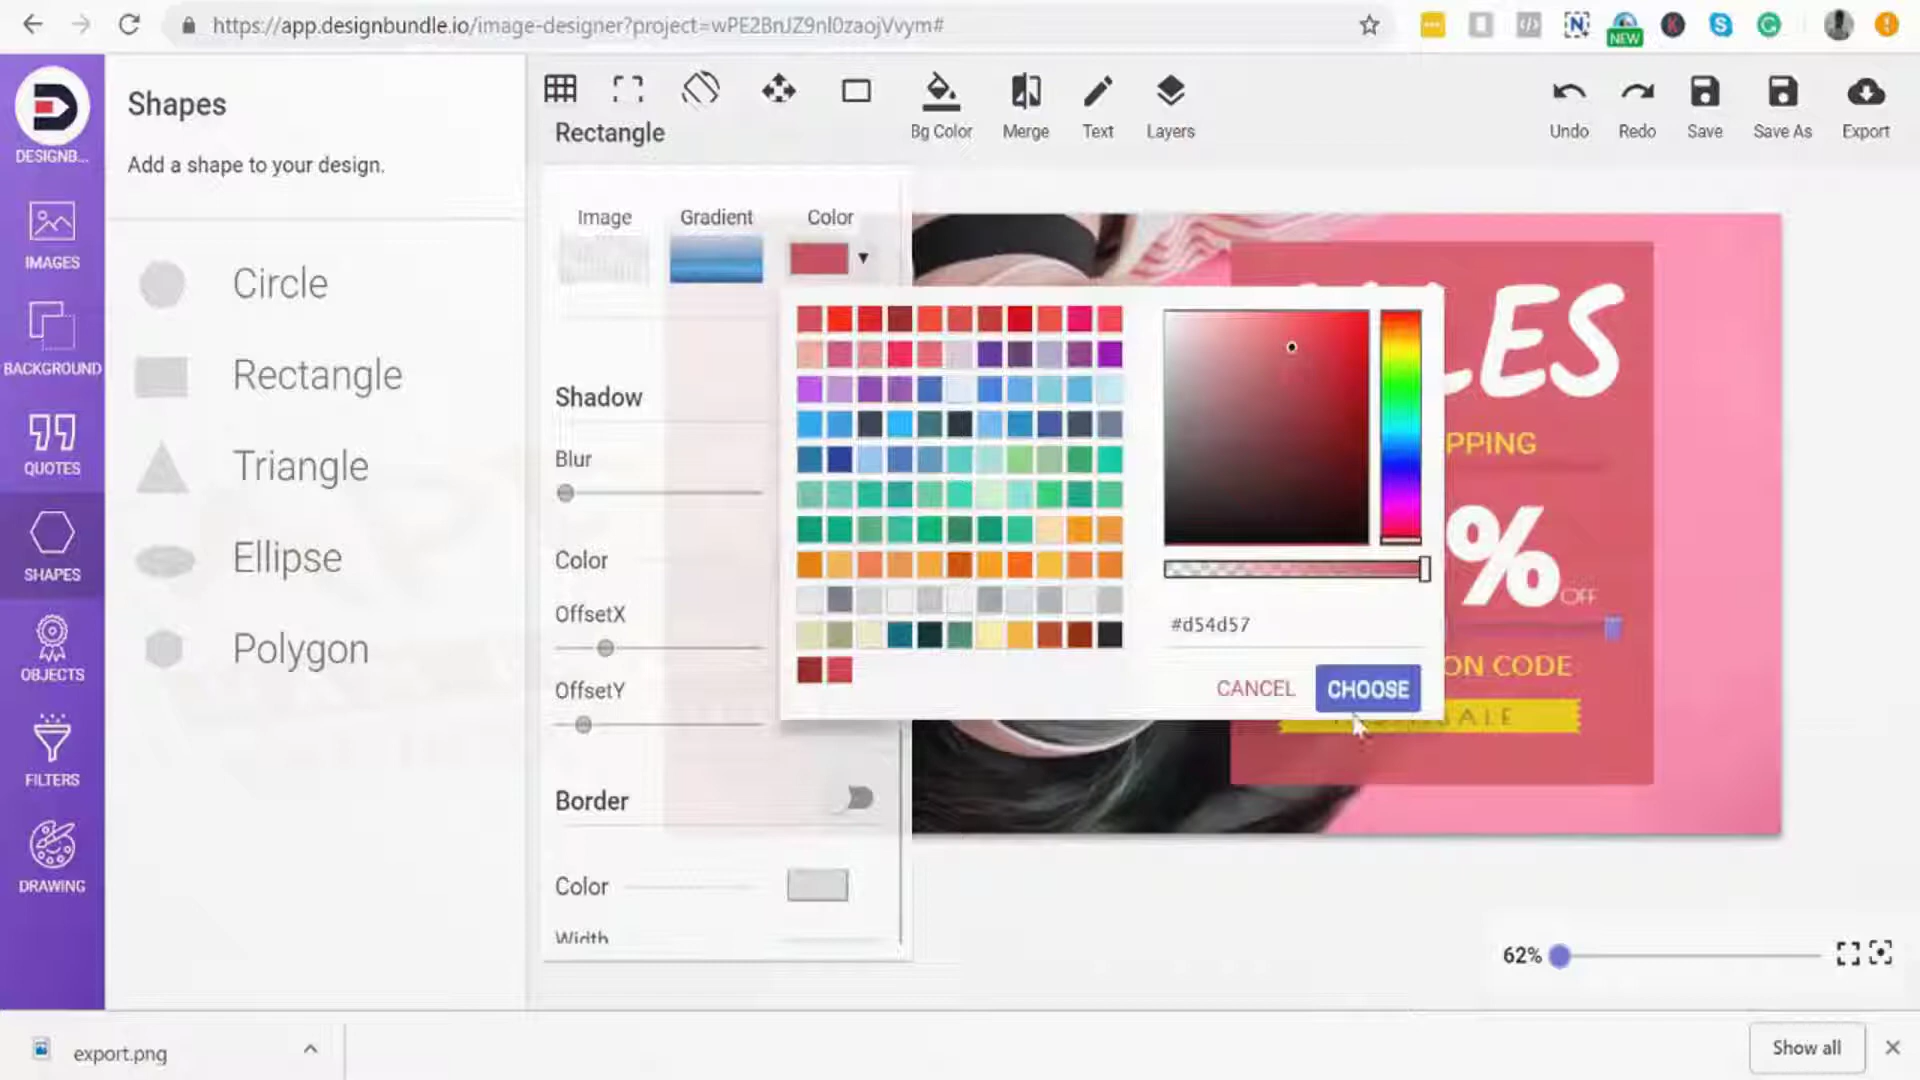 https://app.designbundle.io/image-designer?project=wPE2BnJZ9nl0zaojVvym#
NEW
DESIGNB...
IMAGES
BACKGROUND
QUOTES
SHAPES
OBJECTS
FILTERS
DRAWING
Shapes
Add a shape to your design.
Circle
Rectangle
Triangle
Ellipse
Polygon
Rectangle
Bg Color
Merge
Text
Layers
Undo
Redo
Save
Save As
Export
Image
Gradient
Color
Shadow
Blur
Color
OffsetX
OffsetY
Border
Color
Width
#d54d57
CANCEL
CHOOSE
LES
PPING
%
OFF
ON CODE
ALE
62%
export.png
Show all